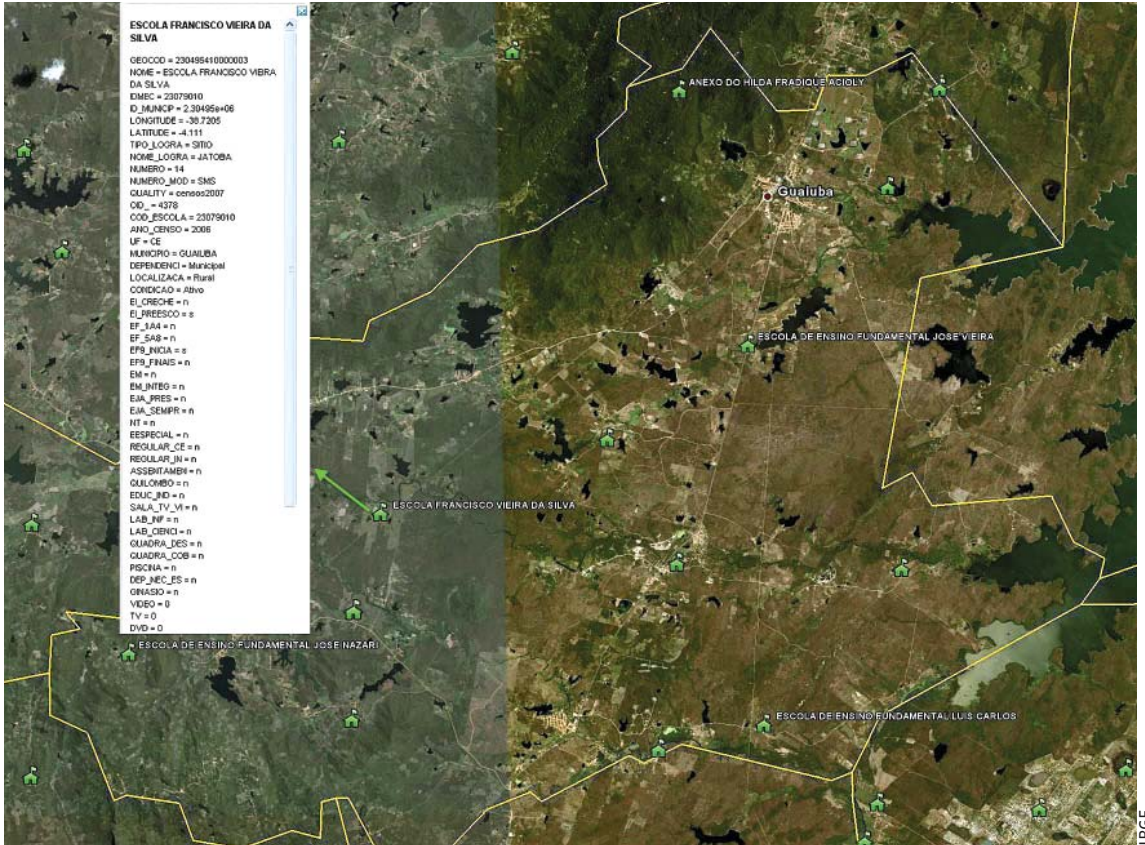 ESCOLA FRANCISCO VIEIRA DA
SILVA
GEOCOD = 230495410000003
NOME = ESCOLA FRANCISCO VIEIRA
DA SILVA
IDMEC = 23079010
ID_MUNICIP = 2.30495e+06
LONGITUDE = -38.7205
LATITUDE = -4.111
TIPO_LOGRA = SITIO
NOME_LOGRA = JATOBA
NUMERO = 14
NUMERO_MOD = SMS
QUALITY = censos2007
OID_ = 4378
COD_ESCOLA = 23079010
ANO_CENSO = 2006
UF = CE
MUNICIPIO = GUAIUBA
DEPENDENCI = Municipal
LOCALIZACA = Rural
CONDICAO = Ativo
EI_CRECHE = n
EI_PREESCO = s
EF_1A4 = n
EF_5A8 = n
EF9_INICIA = s
EF9_FINAIS = n
EM = n
EM_INTEG = n
EJA_PRES = n
EJA_SEMPR = n
NT = n
EESPECIAL = n
REGULAR_CE = n
REGULAR_IN = n
ASSENTAMEN = n
QUILOMBO = n
EDUC_IND = n
SALA_TV_VI = n
LAB_INF = n
LAB_CIENCI = n
QUADRA_DES = n
QUADRA_COB = n
PISCINA = n
DEP_NEC_ES = n
GINASIO = n
VIDEO = 0
TV = 0
DVD = 0
ANEXO DO HILDA FRADIQUE ACIOLY
Guaiuba
ESCOLA DE ENSINO FUNDAMENTAL JOSE VIEIRA
ESCOLA FRANCISCO VIEIRA DA SILVA
ESCOLA DE ENSINO FUNDAMENTAL JOSE NAZARI
ESCOLA DE ENSINO FUNDAMENTAL LUIS CARLOS
IBGE